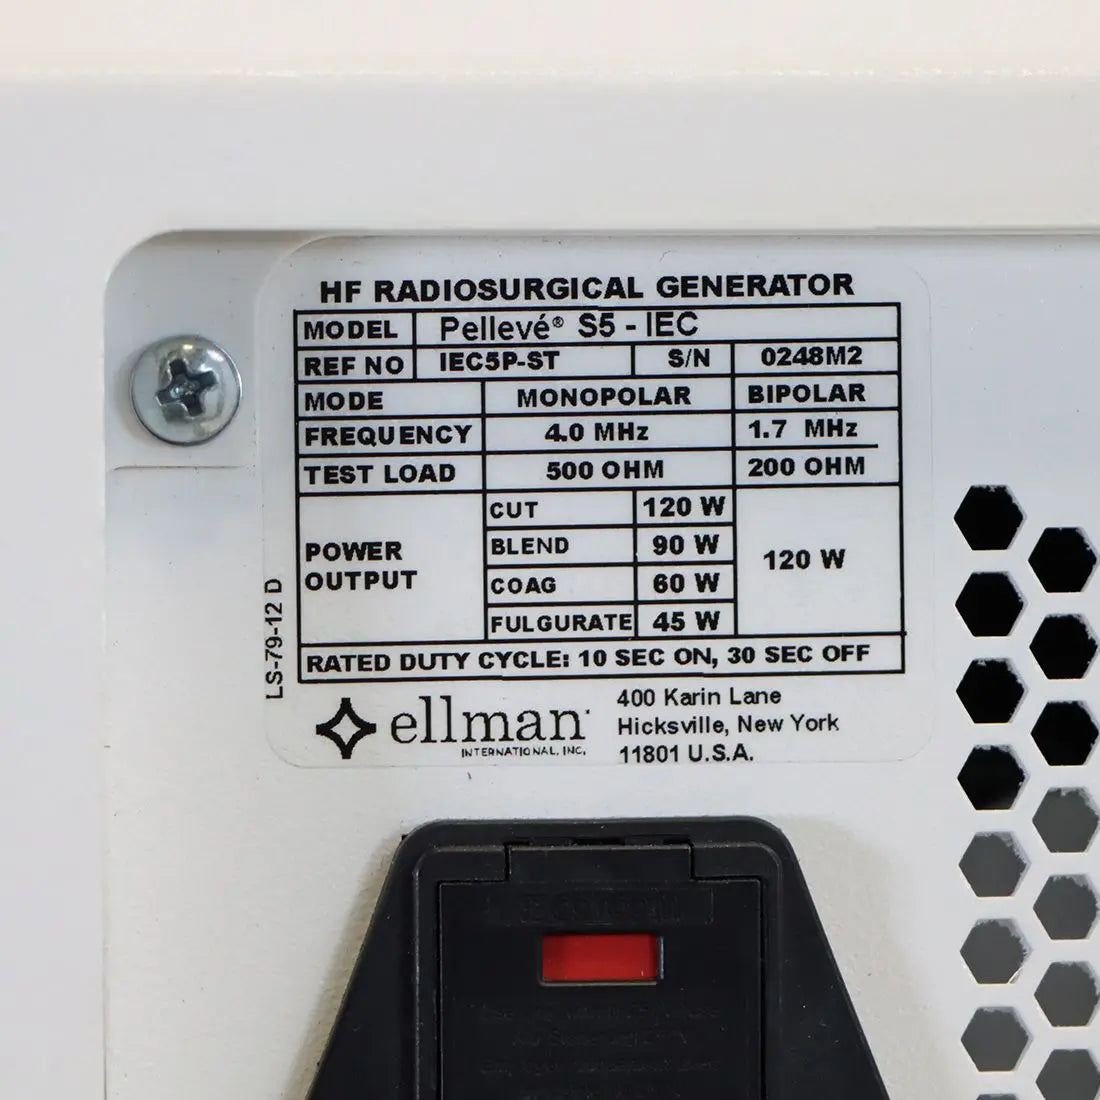 HF RADIOSURGICAL GENERATOR
MODEL Pellevé® S5 - IEC
REF NO IEC5P-ST S/N 0248M2
MODE MONOPOLAR BIPOLAR
FREQUENCY 4.0 MHz 1.7 MHz
TEST LOAD 500 OHM 200 OHM
POWER OUTPUT
CUT 120 W
BLEND 90 W
COAG 60 W
FULGURATE 45 W
120 W
RATED DUTY CYCLE: 10 SEC ON, 30 SEC OFF
LS-79-12 D
ellman
INTERNATIONAL, INC.
400 Karin Lane
Hicksville, New York
11801 U.S.A.